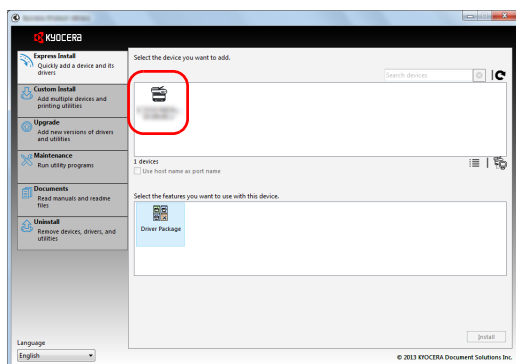 KYOCERA
Express Install
Quickly add a device and its
drivers
Custom Install
Add multiple devices and
printing utilities
Upgrade
Add new versions of drivers
and utilities
Maintenance
Run utility programs
Documents
Read manuals and readme
files
Uninstall
Remove devices, drivers, and
utilities
Language
English
Select the device you want to add.
Search devices
1 devices
Use host name as port name
Select the features you want to use with this device.
Driver Package
Install
© 2013 KYOCERA Document Solutions Inc.